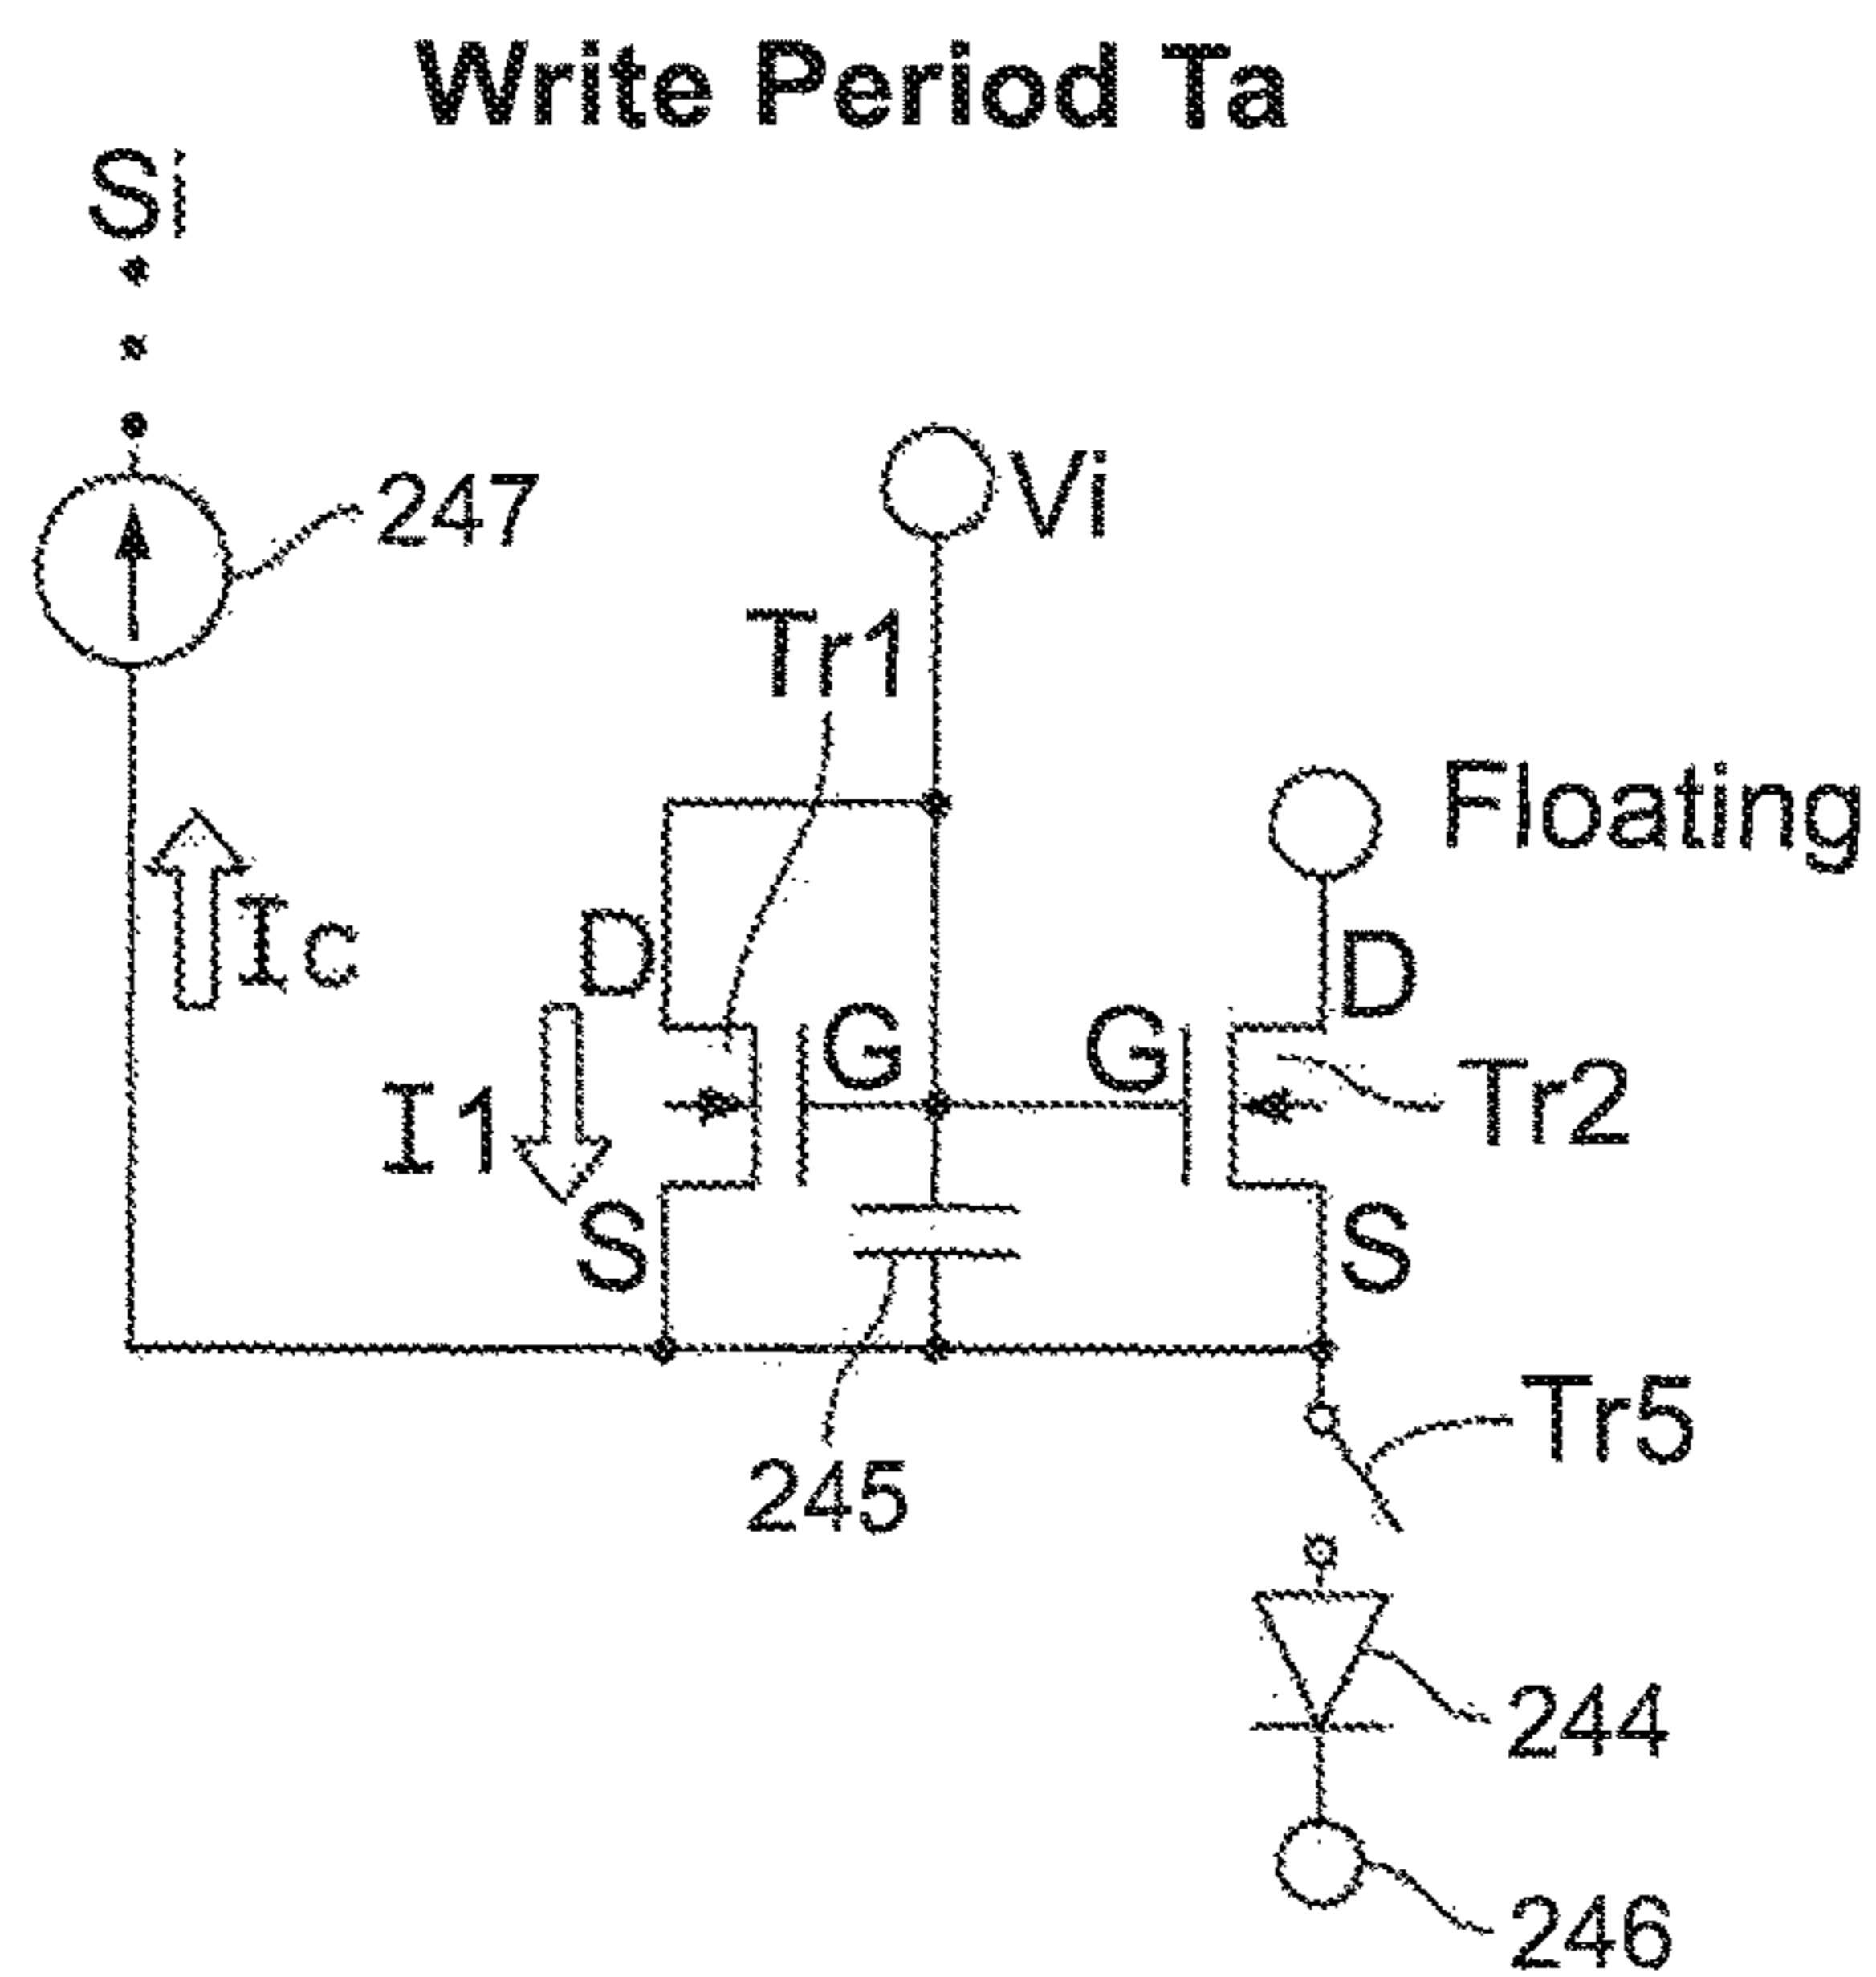 Write Period Ta
Si
247
Vi
Tr1
Floating
Ic
D
D
G
G
I1
Tr2
S
S
245
Tr5
244
246